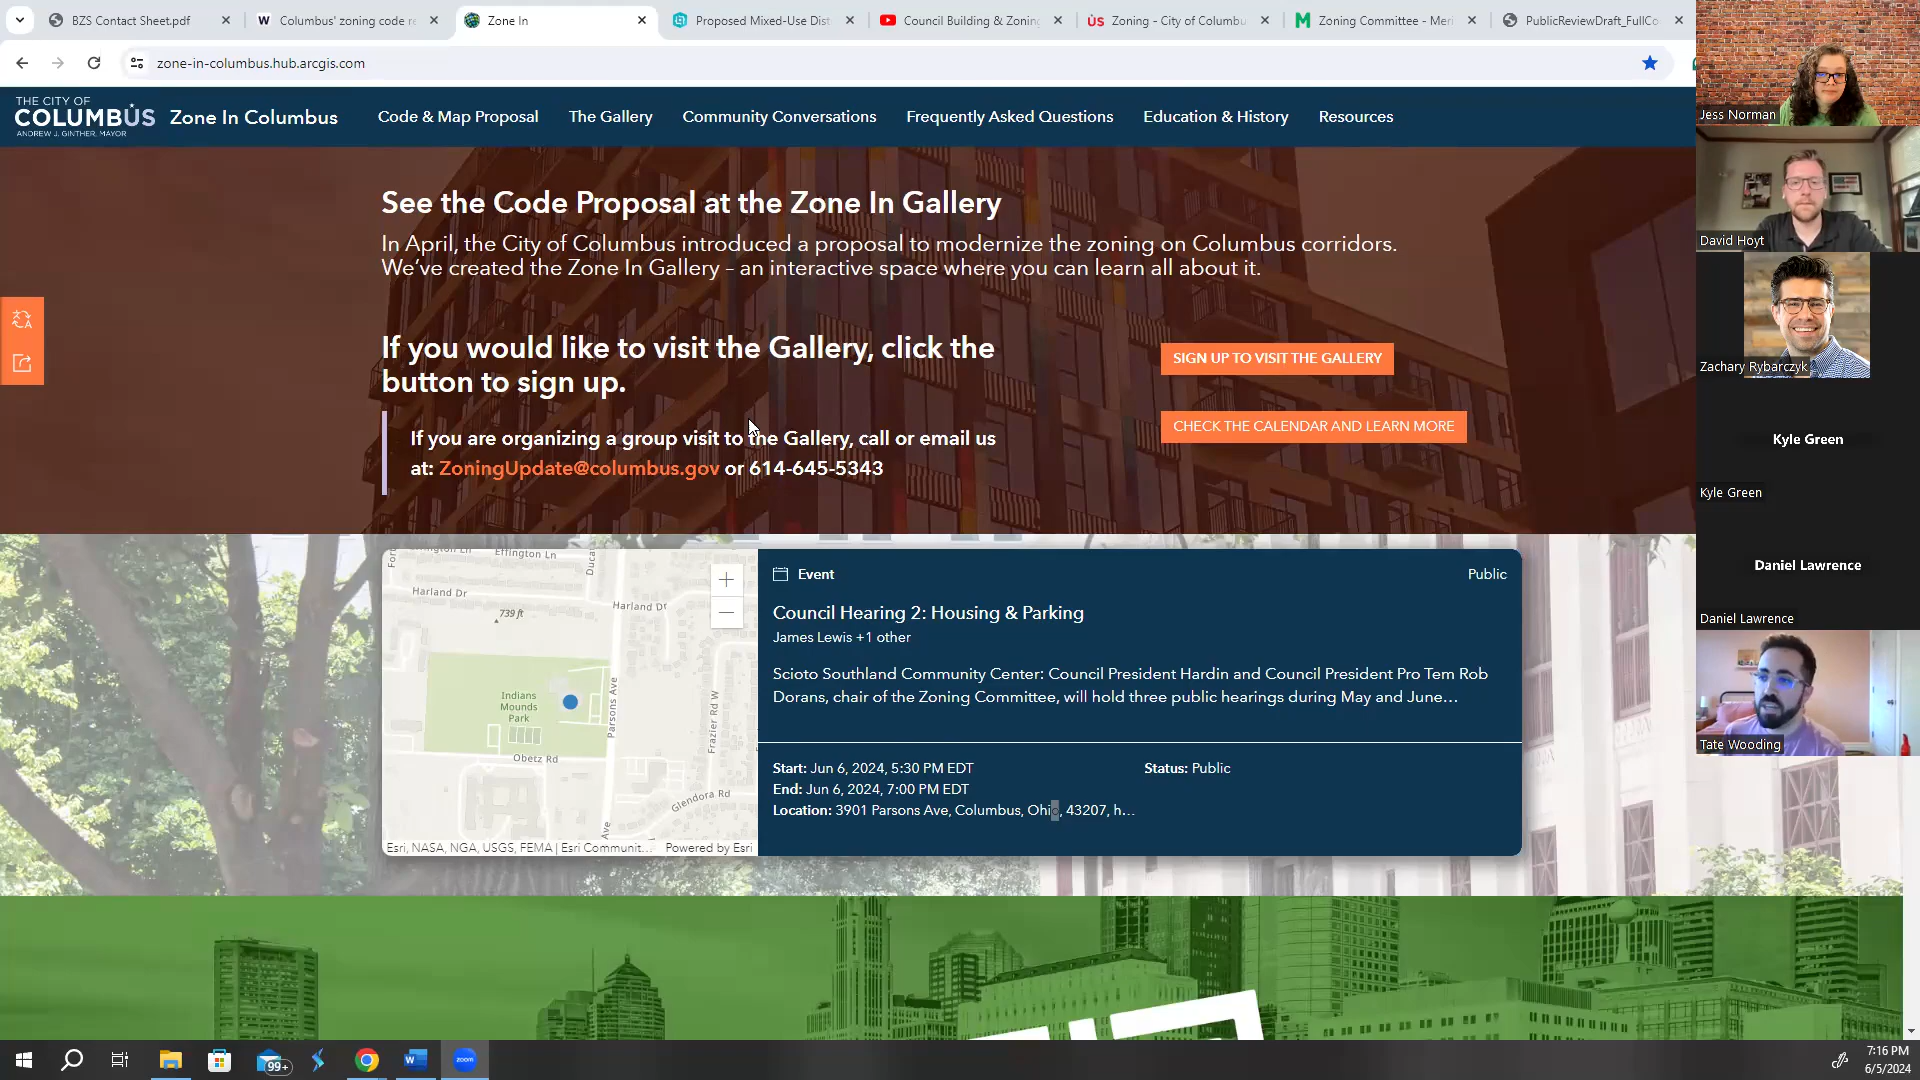 BZS Contact Sheet.pdf
Columbus' zoning code re
Zone In
Proposed Mixed-Use Dist
Council Building & Zoning
Zoning - City of Columbu
Zoning Committee - Meri
PublicReviewDraft_FullCo
zone-in-columbus.hub.arcgis.com
THE CITY OF
COLUMBUS
ANDREW J. GINTHER, MAYOR
Zone In Columbus
Code & Map Proposal
The Gallery
Community Conversations
Frequently Asked Questions
Education & History
Resources
See the Code Proposal at the Zone In Gallery
In April, the City of Columbus introduced a proposal to modernize the zoning on Columbus corridors.
We've created the Zone In Gallery – an interactive space where you can learn all about it.
If you would like to visit the Gallery, click the
button to sign up.
SIGN UP TO VISIT THE GALLERY
If you are organizing a group visit to the Gallery, call or email us
at: ZoningUpdate@columbus.gov or 614-645-5343
CHECK THE CALENDAR AND LEARN MORE
Effington Ln
Harland Dr
Harland Dr
739 ft
Indians
Mounds
Park
Parsons Ave
Frazier Rd W
Obetz Rd
Glendora Rd
Ave
Esri, NASA, NGA, USGS, FEMA | Esri Communit...
Powered by Esri
Event
Public
Council Hearing 2: Housing & Parking
James Lewis +1 other
Scioto Southland Community Center: Council President Hardin and Council President Pro Tem Rob
Dorans, chair of the Zoning Committee, will hold three public hearings during May and June...
Start: Jun 6, 2024, 5:30 PM EDT
Status: Public
End: Jun 6, 2024, 7:00 PM EDT
Location: 3901 Parsons Ave, Columbus, Ohio, 43207, h...
Jess Norman
David Hoyt
Zachary Rybarczyk
Kyle Green
Kyle Green
Daniel Lawrence
Daniel Lawrence
Tate Wooding
99+
zoom
7:16 PM
6/5/2024